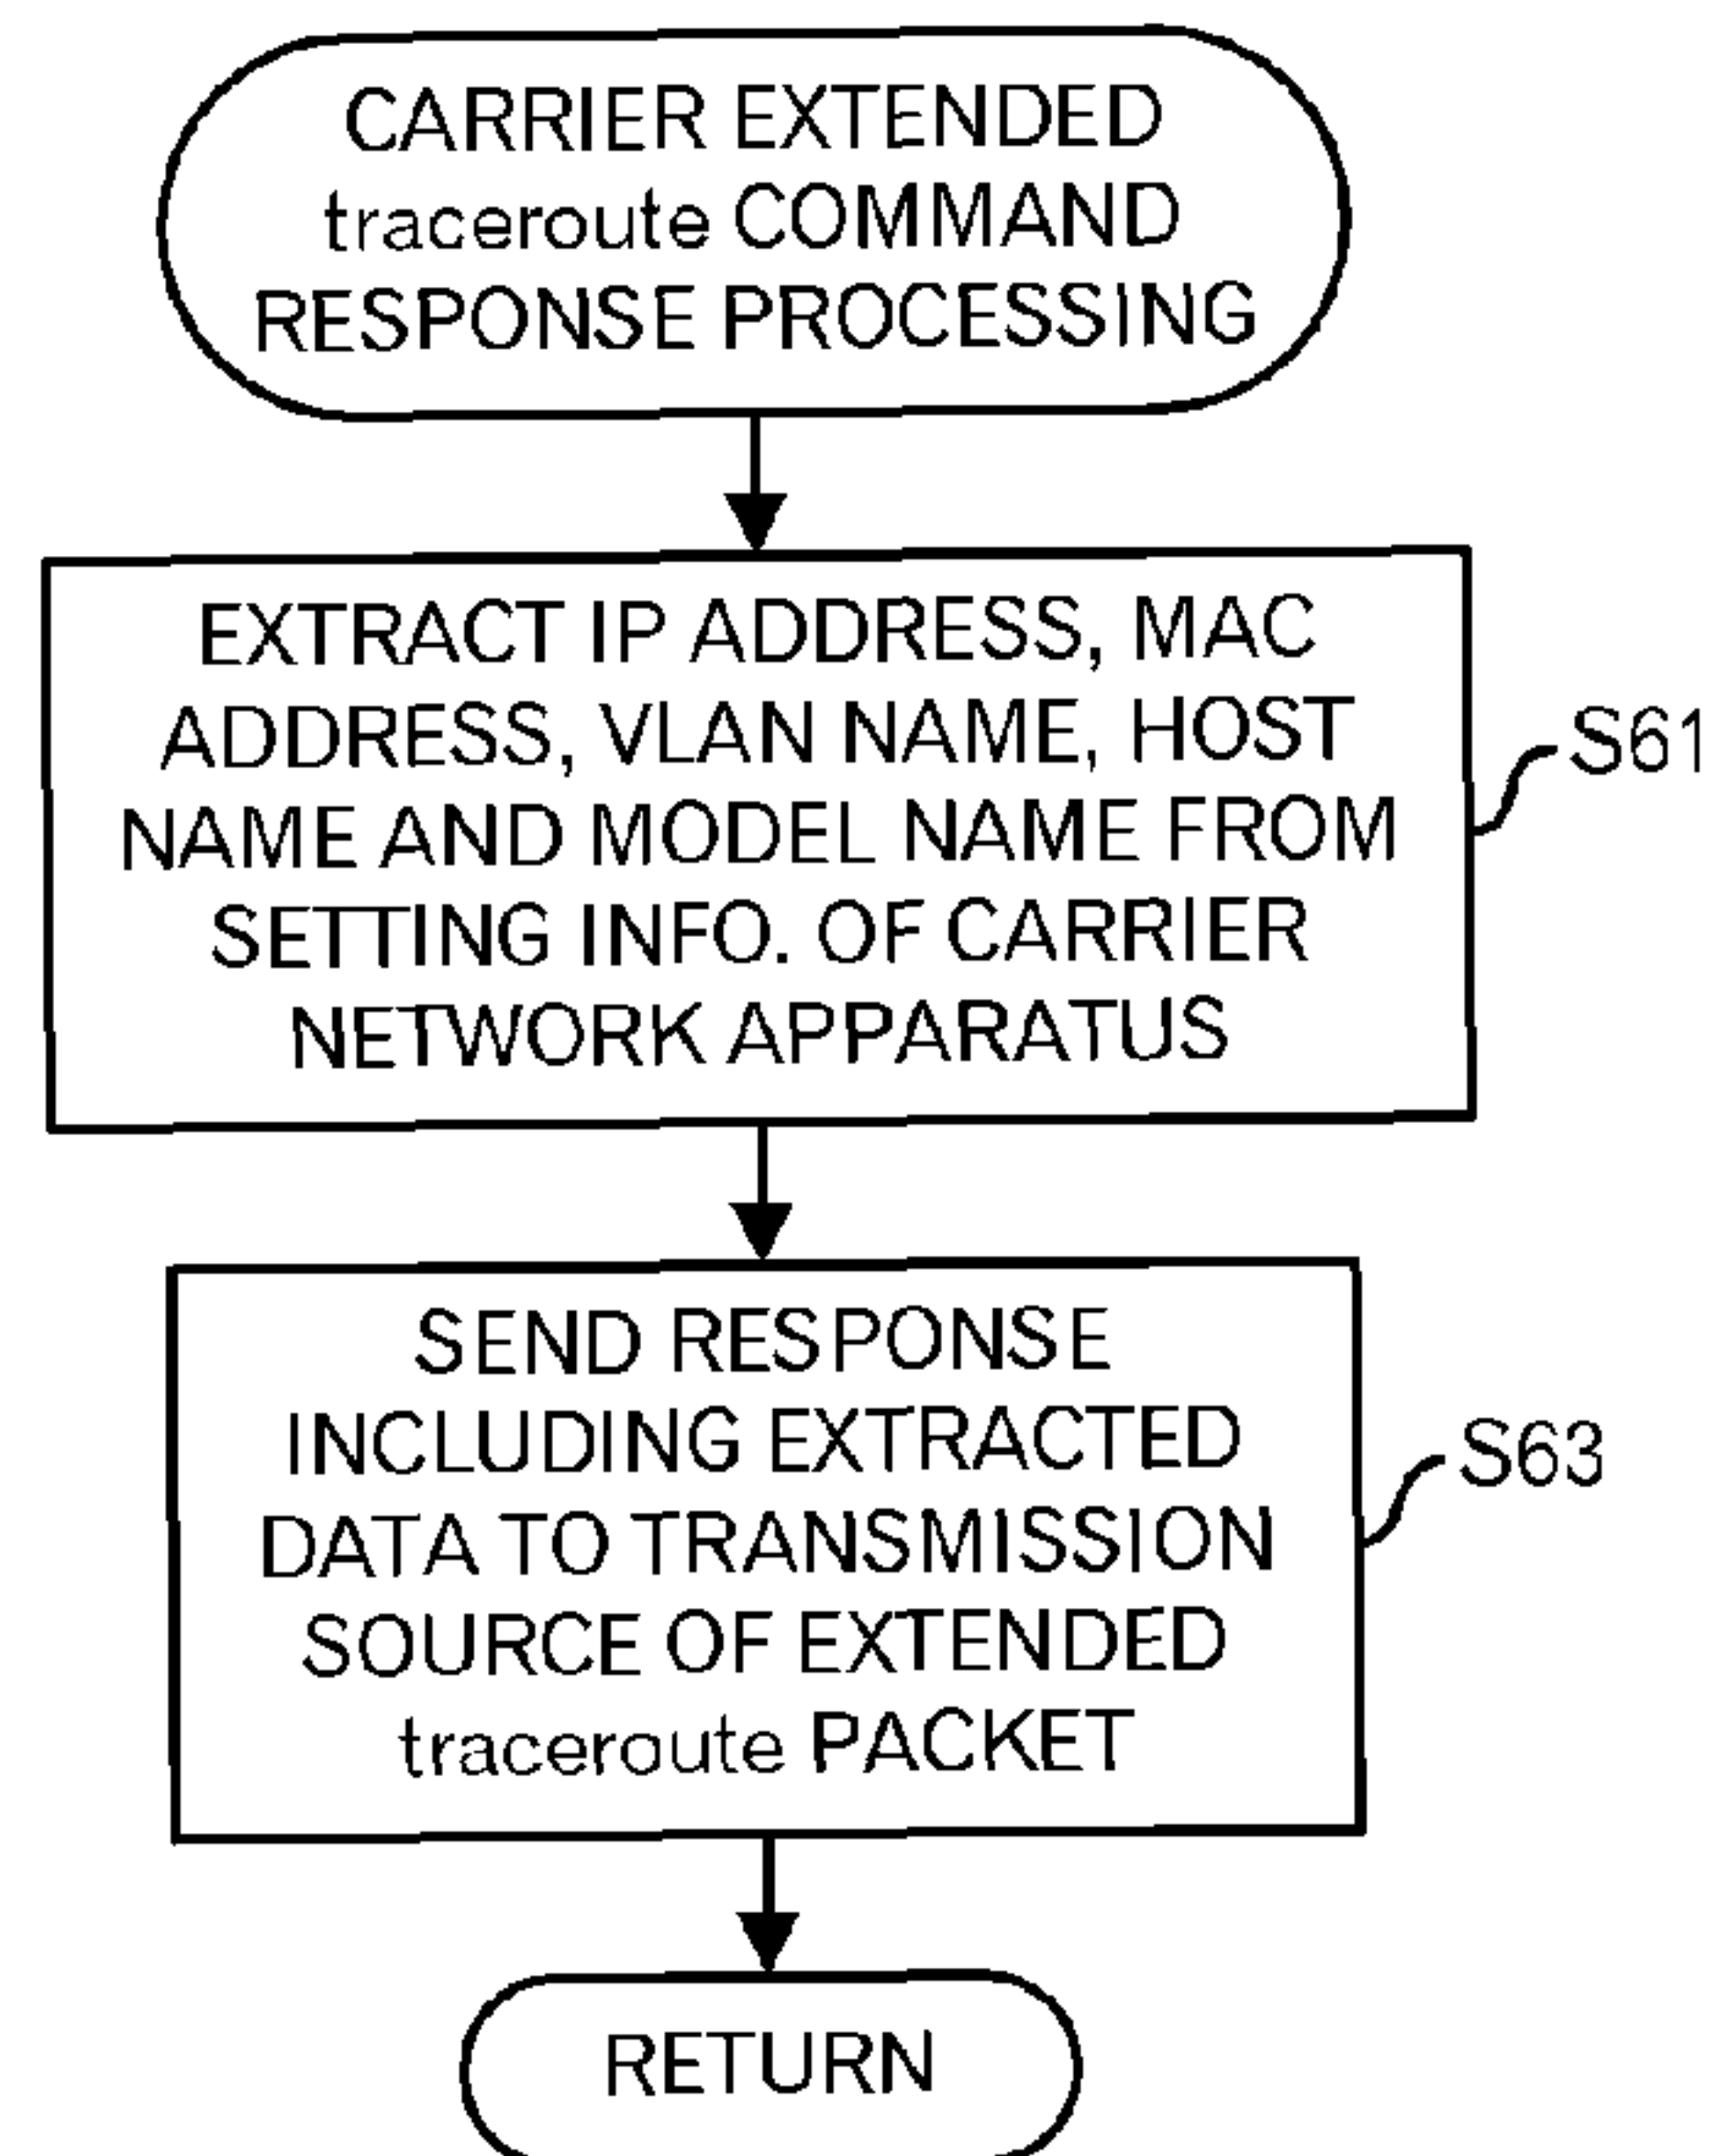 CARRIER EXTENDED
traceroute COMMAND
RESPONSE PROCESSING
EXTRACT IP ADDRESS, MAC
ADDRESS, VLAN NAME, HOST
NAME AND MODEL NAME FROM
SETTING INFO. OF CARRIER
NETWORK APPARATUS
S61
SEND RESPONSE
INCLUDING EXTRACTED
DATA TO TRANSMISSION
SOURCE OF EXTENDED
traceroute PACKET
S63
RETURN